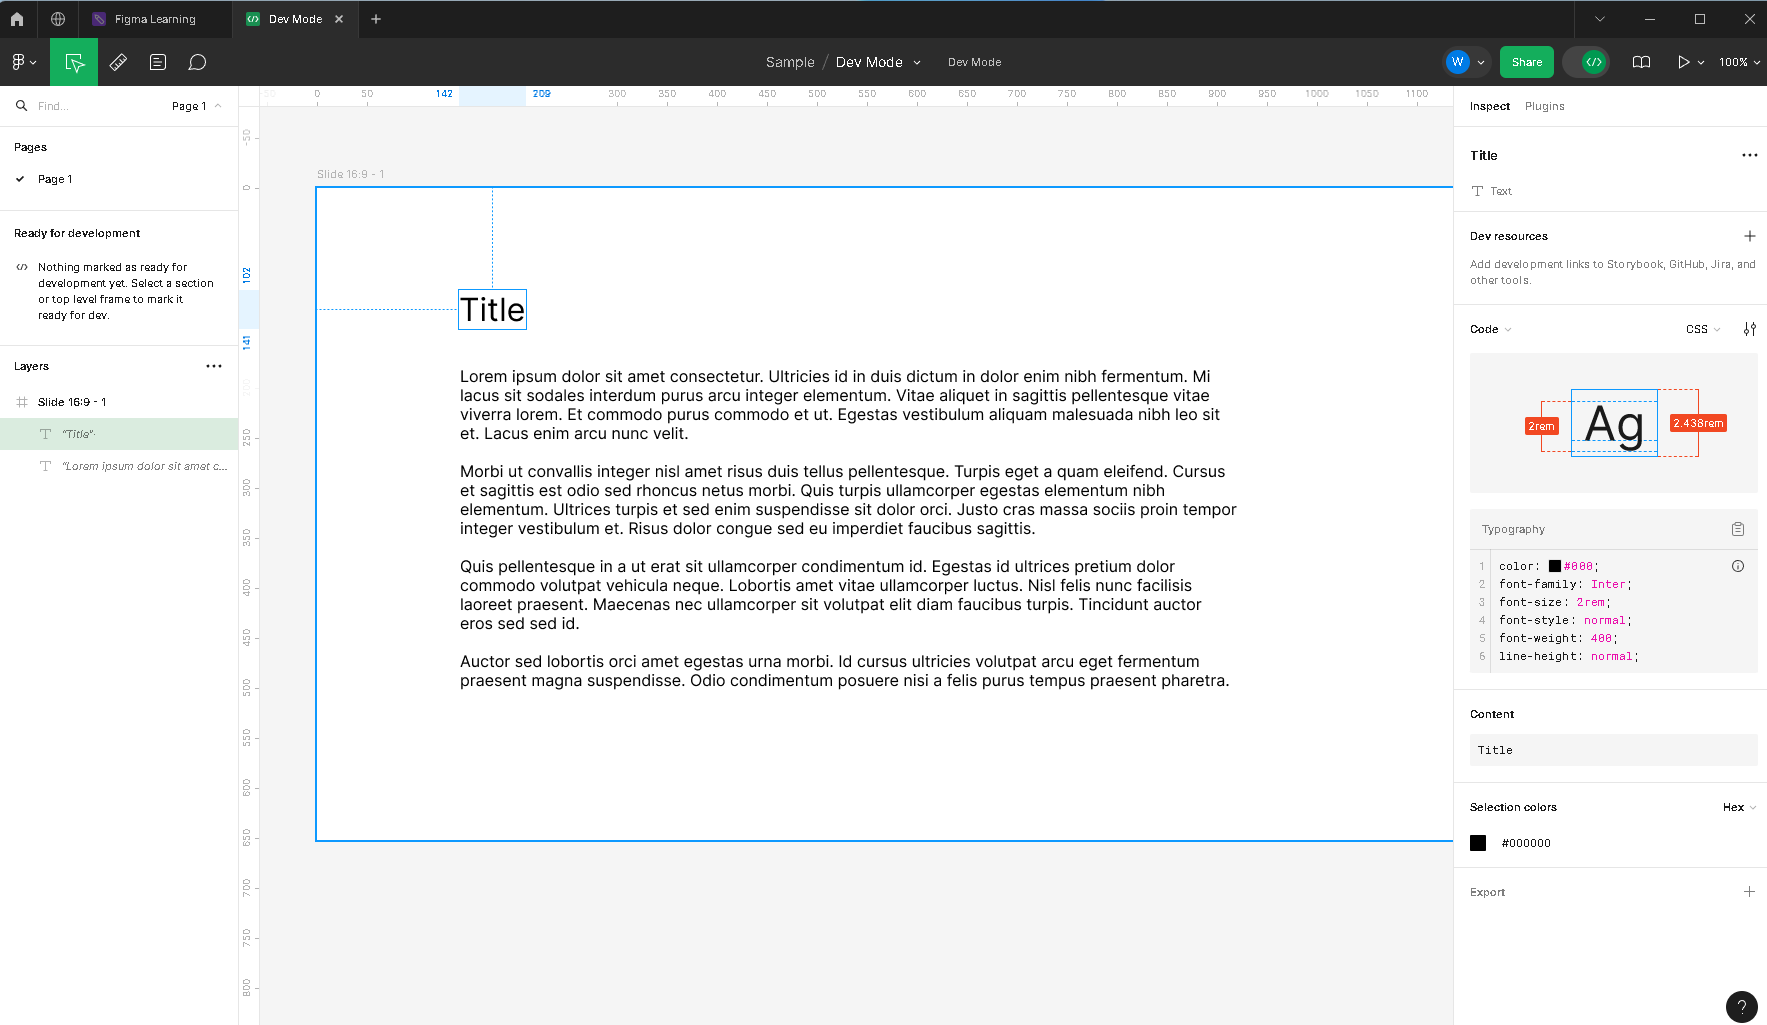 Figma Learning
Dev Mode
Sample / Dev Mode
Dev Mode
W
Share
100%
Find...
Page 1
Pages
Page 1
Ready for development
Nothing marked as ready for
development yet. Select a section
or top level frame to mark it
ready for dev.
Layers
Slide 16:9 - 1
"Title"
"Lorem ipsum dolor sit amet c...
0 50 142 209 300 350 400 450 500 550 600 650 700 750 800 850 900 950 1000 1050 1100
-50
0
102
141
250
300
350
400
450
500
550
600
650
700
750
800
Slide 16:9 - 1
Title
Lorem ipsum dolor sit amet consectetur. Ultricies id in duis dictum in dolor enim nibh fermentum. Mi
lacus sit sodales interdum purus arcu integer elementum. Vitae aliquet in sagittis pellentesque vitae
viverra lorem. Et commodo purus commodo et ut. Egestas vestibulum aliquam malesuada nibh leo sit
et. Lacus enim arcu nunc velit.
Morbi ut convallis integer nisl amet risus duis tellus pellentesque. Turpis eget a quam eleifend. Cursus
et sagittis est odio sed rhoncus netus morbi. Quis turpis ullamcorper egestas elementum nibh
elementum. Ultrices turpis et sed enim suspendisse sit dolor orci. Justo cras massa sociis proin tempor
integer vestibulum et. Risus dolor congue sed eu imperdiet faucibus sagittis.
Quis pellentesque in a ut erat sit ullamcorper condimentum id. Egestas id ultrices pretium dolor
commodo volutpat vehicula neque. Lobortis amet vitae ullamcorper luctus. Nisl felis nunc facilisis
laoreet praesent. Maecenas nec ullamcorper sit volutpat elit diam faucibus turpis. Tincidunt auctor
eros sed sed id.
Auctor sed lobortis orci amet egestas urna morbi. Id cursus ultricies volutpat arcu eget fermentum
praesent magna suspendisse. Odio condimentum posuere nisi a felis purus tempus praesent pharetra.
Inspect
Plugins
Title
Text
Dev resources
Add development links to Storybook, GitHub, Jira, and
other tools.
Code
CSS
2rem
Ag
2.438rem
Typography
1 color: #000;
2 font-family: Inter;
3 font-size: 2rem;
4 font-style: normal;
5 font-weight: 400;
6 line-height: normal;
Content
Title
Selection colors
Hex
#000000
Export
?